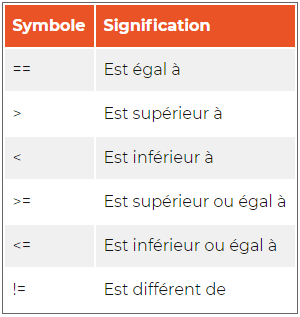 Symbole Signification
== Est égal à
> Est supérieur à
< Est inférieur à
>= Est supérieur ou égal à
<= Est inférieur ou égal à
!= Est différent de